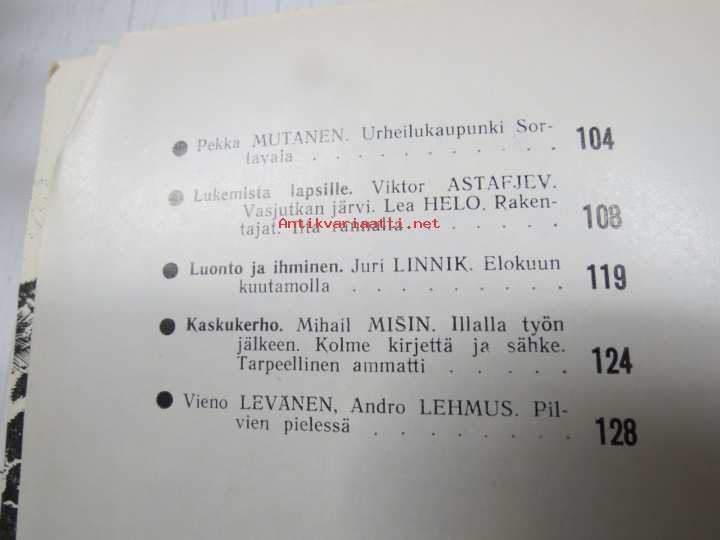 ● Pekka MUTANEN. Urheilukaupunki Sor-
tavala . . . . . . . . . . . 104
● Lukemista lapsille. Viktor ASTAFJEV.
Vasjutkan järvi. Lea HELO. Raken-
tajat. Iltarannalla . . . . . . 108
Antikvariaatti.net
● Luonto ja ihminen. Juri LINNIK. Elokuun
kuutamolla . . . . . . . . . 119
● Kaskukerho. Mihail MIŠIN. Illalla työn
jälkeen. Kolme kirjettä ja sähke.
Tarpeellinen ammatti . . . . . 124
● Vieno LEVÄNEN, Andro LEHMUS. Pil-
vien pielessä . . . . . . . . . 128